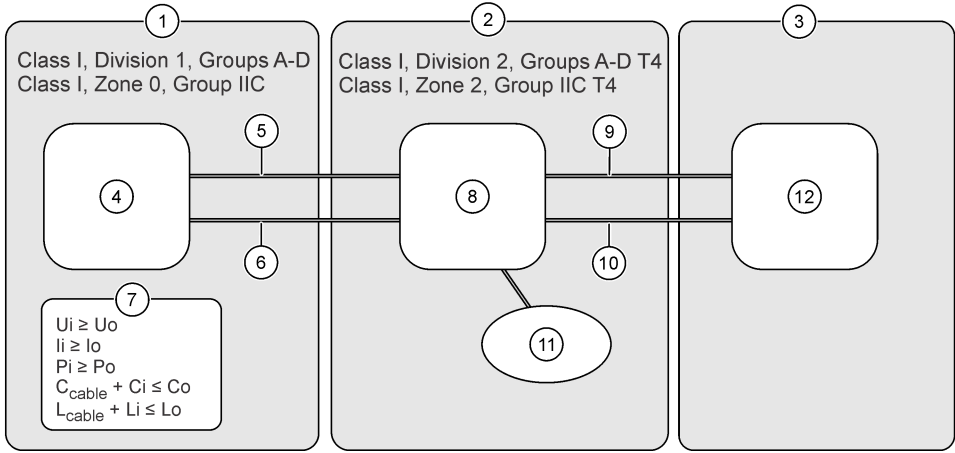 1
2
3
Class I, Division 1, Groups A-D
Class I, Zone 0, Group IIC
Class I, Division 2, Groups A-D T4
Class I, Zone 2, Group IIC T4
5
9
4
8
12
6
10
7
Ui ≥ Uo
Ii ≥ Io
Pi ≥ Po
Ccable + Ci ≤ Co
Lcable + Li ≤ Lo
11